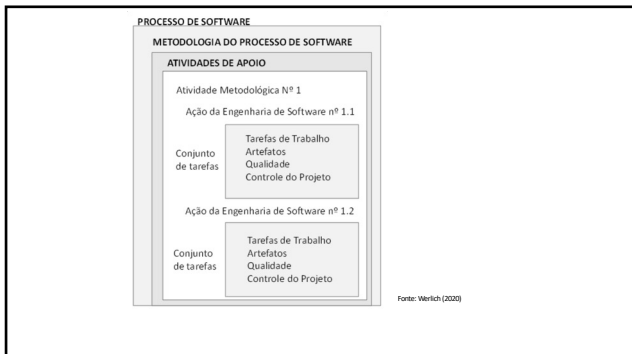 PROCESSO DE SOFTWARE
METODOLOGIA DO PROCESSO DE SOFTWARE
ATIVIDADES DE APOIO
Atividade Metodológica Nº 1
Ação da Engenharia de Software nº 1.1
Conjunto
de tarefas
Tarefas de Trabalho
Artefatos
Qualidade
Controle do Projeto
Ação da Engenharia de Software nº 1.2
Conjunto
de tarefas
Tarefas de Trabalho
Artefatos
Qualidade
Controle do Projeto
Fonte: Werlich (2020)